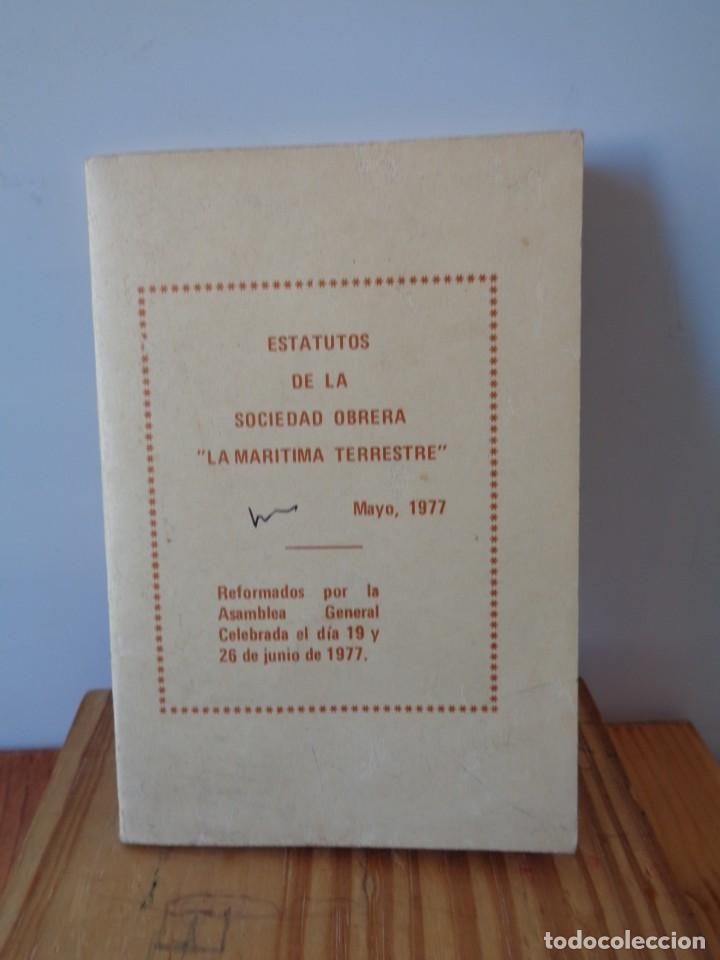 ESTATUTOS
DE LA
SOCIEDAD OBRERA
"LA MARITIMA TERRESTRE"
Mayo, 1977
Reformados por la
Asamblea General
Celebrada el día 19 y
26 de junio de 1977.
todocoleccion.net